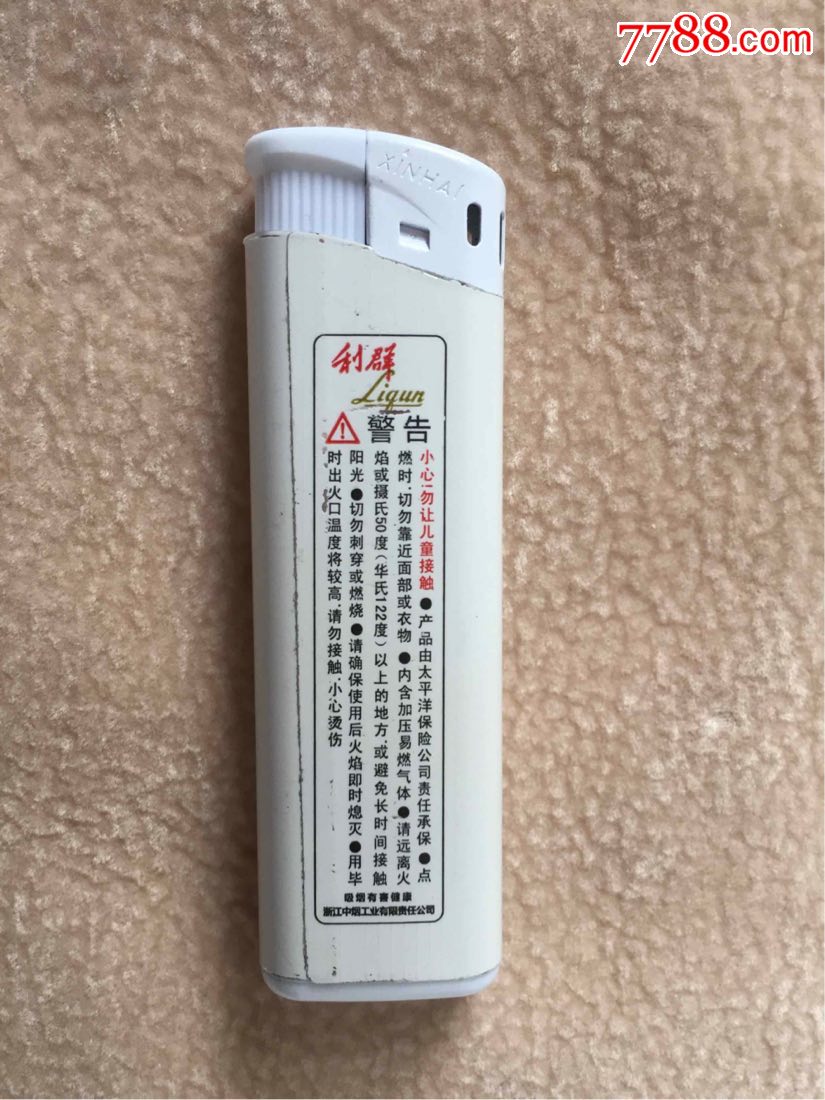 7788.com
XINHAI
利群
Liqun
警告
小心!勿让儿童接触●产品由太平洋保险公司责任承保●点
燃时,切勿靠近面部或衣物●内含加压易燃气体●请远离火
焰或摄氏50度(华氏122度)以上的地方,或避免长时间接触
阳光●切勿刺穿或燃烧●请确保使用后火焰即时熄灭●用毕
时出火口温度将较高,请勿接触,小心烫伤
吸烟有害健康
浙江中烟工业有限责任公司